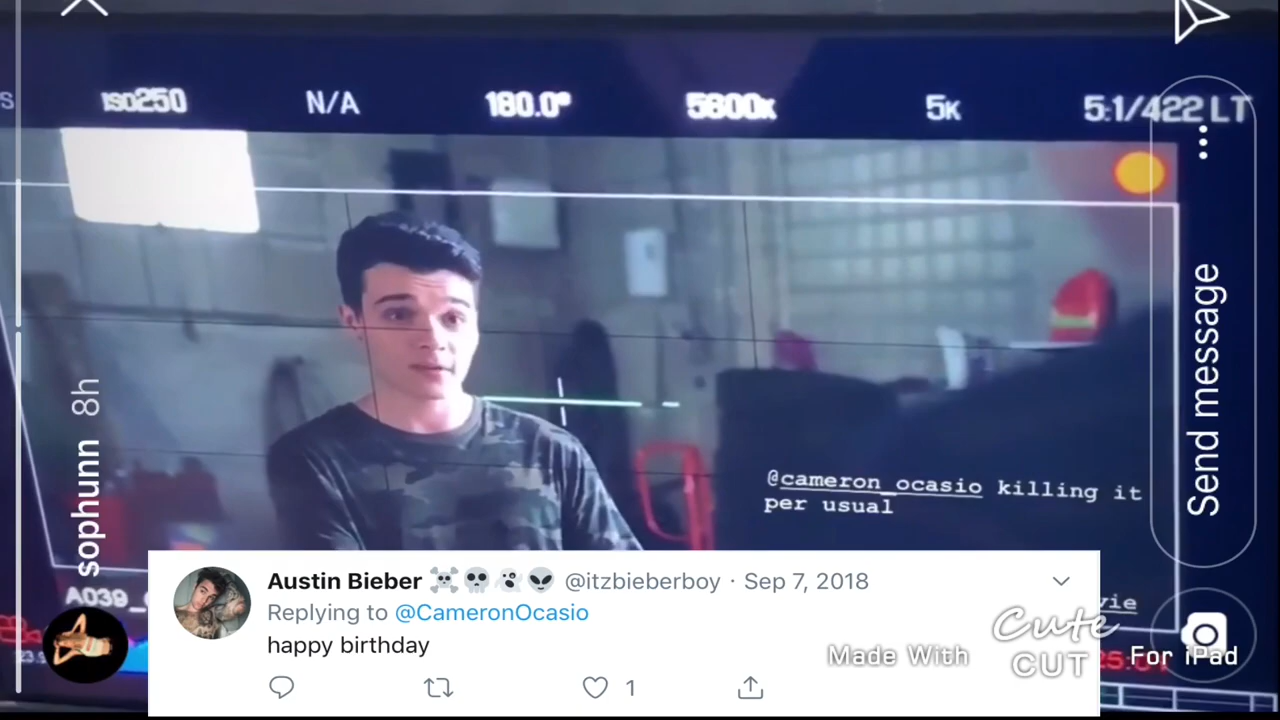 ISO250 N/A 180.0° 5600K 5K 5:1/422 LT
@cameron_ocasio killing it
per usual
sophunn 8h
Send message
A039_
Austin Bieber ☠️💀👻👽 @itzbieberboy · Sep 7, 2018
Replying to @CameronOcasio
happy birthday
1
Made With Cute CUT For iPad